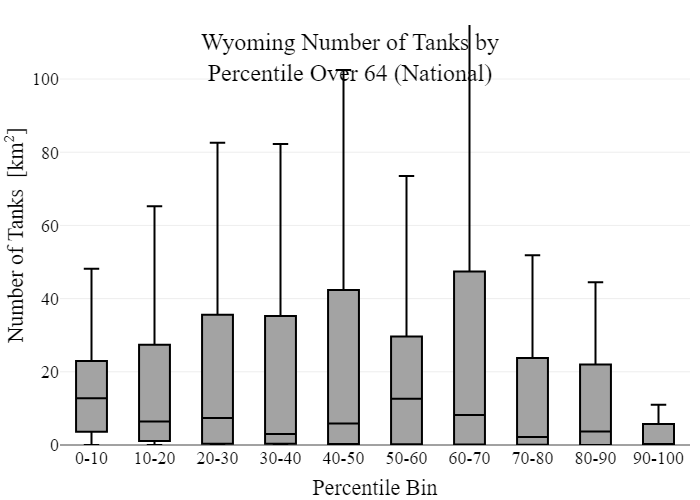 Wyoming Number of Tanks by
Percentile Over 64 (National)
Number of Tanks [km²]
100
80
60
40
20
0
0-10 10-20 20-30 30-40 40-50 50-60 60-70 70-80 80-90 90-100
Percentile Bin